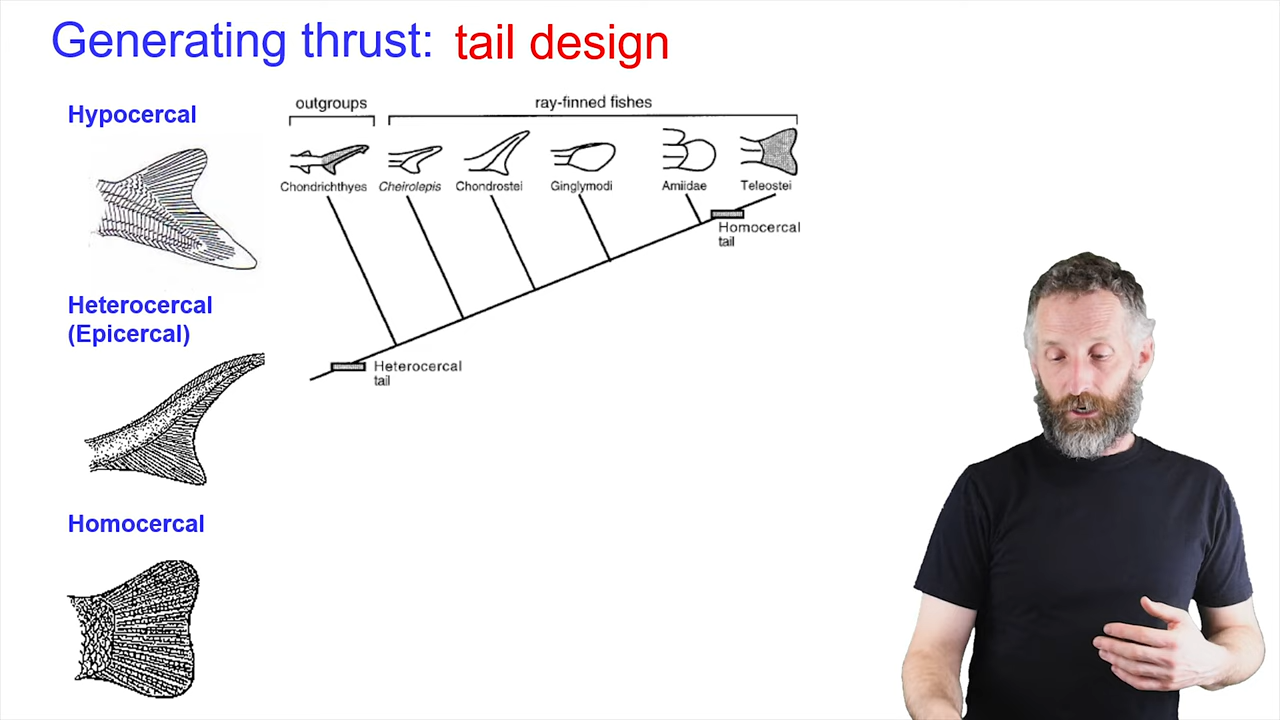 Generating thrust: tail design
Hypocercal
Heterocercal
(Epicercal)
Homocercal
outgroups
ray-finned fishes
Chondrichthyes
Cheirolepis
Chondrostei
Ginglymodi
Amiidae
Teleostei
Homocercal
tail
Heterocercal
tail